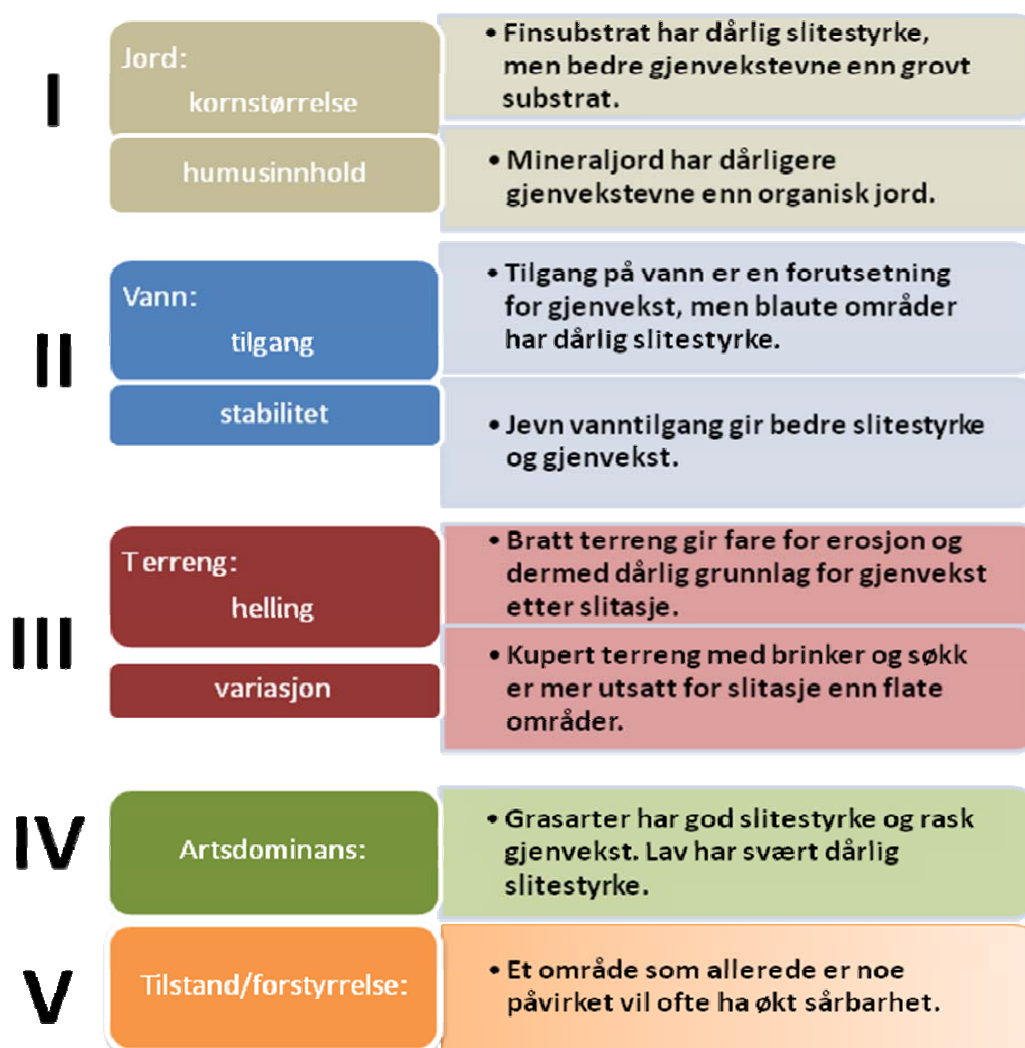 I
Jord:
kornstørrelse
• Finsubstrat har dårlig slitestyrke,
men bedre gjenvekstevne enn grovt
substrat.
humusinnhold
• Mineraljord har dårligere
gjenvekstevne enn organisk jord.
II
Vann:
tilgang
• Tilgang på vann er en forutsetning
for gjenvekst, men blaute områder
har dårlig slitestyrke.
stabilitet
• Jevn vanntilgang gir bedre slitestyrke
og gjenvekst.
III
Terreng:
helling
• Bratt terreng gir fare for erosjon og
dermed dårlig grunnlag for gjenvekst
etter slitasje.
variasjon
• Kupert terreng med brinker og søkk
er mer utsatt for slitasje enn flate
områder.
IV
Artsdominans:
• Grasarter har god slitestyrke og rask
gjenvekst. Lav har svært dårlig
slitestyrke.
V
Tilstand/forstyrrelse:
• Et område som allerede er noe
påvirket vil ofte ha økt sårbarhet.